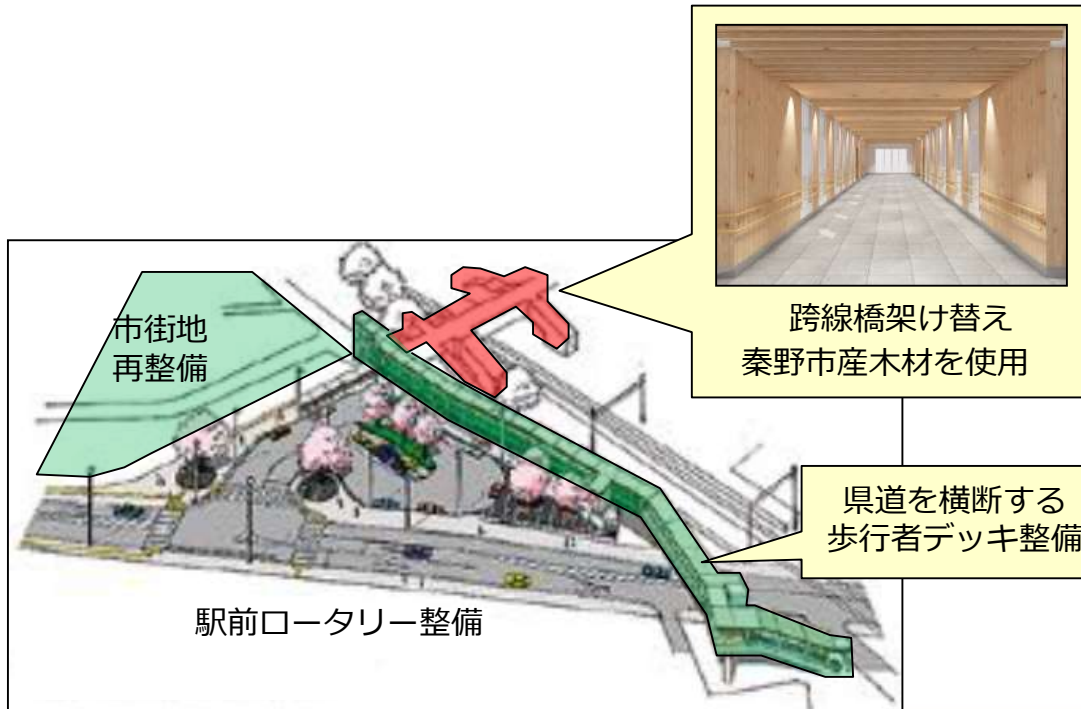 跨線橋架け替え
秦野市産木材を使用
市街地
再整備
県道を横断する
歩行者デッキ整備
駅前ロータリー整備